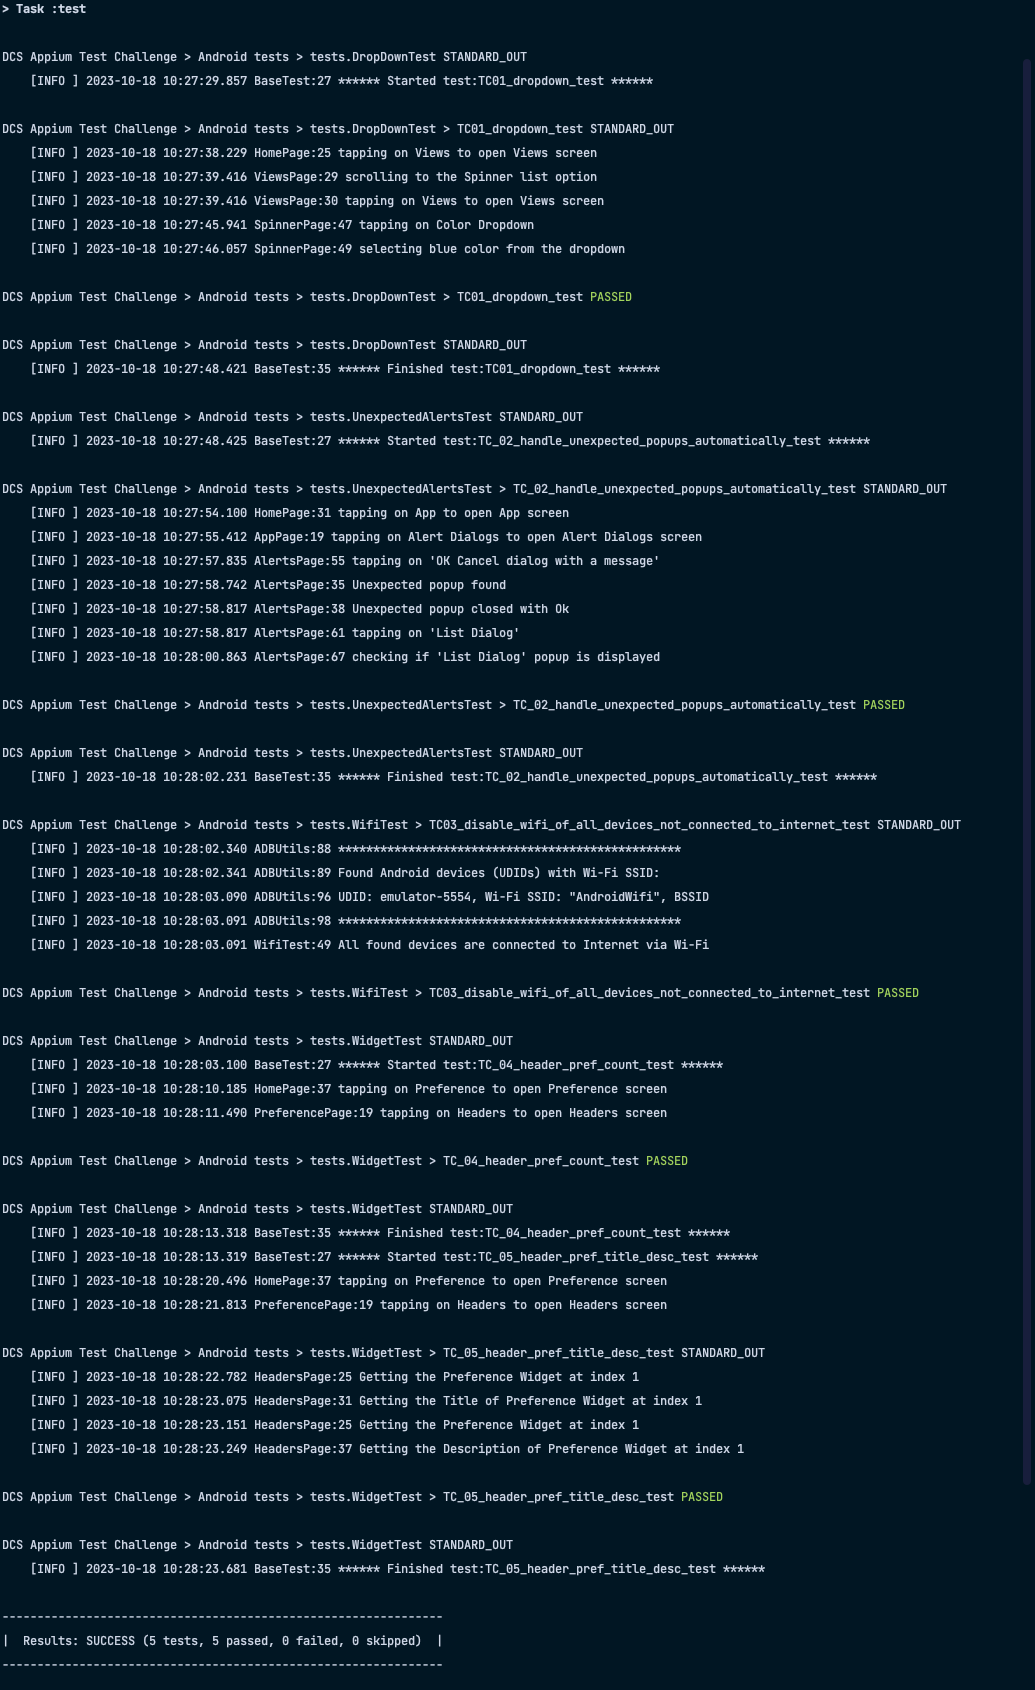 > Task :test
DCS Appium Test Challenge > Android tests > tests.DropDownTest STANDARD_OUT
[INFO ] 2023-10-18 10:27:29.857 BaseTest:27 ****** Started test:TC01_dropdown_test ******
DCS Appium Test Challenge > Android tests > tests.DropDownTest > TC01_dropdown_test STANDARD_OUT
[INFO ] 2023-10-18 10:27:38.229 HomePage:25 tapping on Views to open Views screen
[INFO ] 2023-10-18 10:27:39.416 ViewsPage:29 scrolling to the Spinner list option
[INFO ] 2023-10-18 10:27:39.416 ViewsPage:30 tapping on Views to open Views screen
[INFO ] 2023-10-18 10:27:45.941 SpinnerPage:47 tapping on Color Dropdown
[INFO ] 2023-10-18 10:27:46.057 SpinnerPage:49 selecting blue color from the dropdown
DCS Appium Test Challenge > Android tests > tests.DropDownTest > TC01_dropdown_test PASSED
DCS Appium Test Challenge > Android tests > tests.DropDownTest STANDARD_OUT
[INFO ] 2023-10-18 10:27:48.421 BaseTest:35 ****** Finished test:TC01_dropdown_test ******
DCS Appium Test Challenge > Android tests > tests.UnexpectedAlertsTest STANDARD_OUT
[INFO ] 2023-10-18 10:27:48.425 BaseTest:27 ****** Started test:TC_02_handle_unexpected_popups_automatically_test ******
DCS Appium Test Challenge > Android tests > tests.UnexpectedAlertsTest > TC_02_handle_unexpected_popups_automatically_test STANDARD_OUT
[INFO ] 2023-10-18 10:27:54.100 HomePage:31 tapping on App to open App screen
[INFO ] 2023-10-18 10:27:55.412 AppPage:19 tapping on Alert Dialogs to open Alert Dialogs screen
[INFO ] 2023-10-18 10:27:57.835 AlertsPage:55 tapping on 'OK Cancel dialog with a message'
[INFO ] 2023-10-18 10:27:58.742 AlertsPage:35 Unexpected popup found
[INFO ] 2023-10-18 10:27:58.817 AlertsPage:38 Unexpected popup closed with Ok
[INFO ] 2023-10-18 10:27:58.817 AlertsPage:61 tapping on 'List Dialog'
[INFO ] 2023-10-18 10:28:00.863 AlertsPage:67 checking if 'List Dialog' popup is displayed
DCS Appium Test Challenge > Android tests > tests.UnexpectedAlertsTest > TC_02_handle_unexpected_popups_automatically_test PASSED
DCS Appium Test Challenge > Android tests > tests.UnexpectedAlertsTest STANDARD_OUT
[INFO ] 2023-10-18 10:28:02.231 BaseTest:35 ****** Finished test:TC_02_handle_unexpected_popups_automatically_test ******
DCS Appium Test Challenge > Android tests > tests.WifiTest > TC03_disable_wifi_of_all_devices_not_connected_to_internet_test STANDARD_OUT
[INFO ] 2023-10-18 10:28:02.340 ADBUtils:88 *************************************************
[INFO ] 2023-10-18 10:28:02.341 ADBUtils:89 Found Android devices (UDIDs) with Wi-Fi SSID:
[INFO ] 2023-10-18 10:28:03.090 ADBUtils:96 UDID: emulator-5554, Wi-Fi SSID: "AndroidWifi", BSSID
[INFO ] 2023-10-18 10:28:03.091 ADBUtils:98 *************************************************
[INFO ] 2023-10-18 10:28:03.091 WifiTest:49 All found devices are connected to Internet via Wi-Fi
DCS Appium Test Challenge > Android tests > tests.WifiTest > TC03_disable_wifi_of_all_devices_not_connected_to_internet_test PASSED
DCS Appium Test Challenge > Android tests > tests.WidgetTest STANDARD_OUT
[INFO ] 2023-10-18 10:28:03.100 BaseTest:27 ****** Started test:TC_04_header_pref_count_test ******
[INFO ] 2023-10-18 10:28:10.185 HomePage:37 tapping on Preference to open Preference screen
[INFO ] 2023-10-18 10:28:11.490 PreferencePage:19 tapping on Headers to open Headers screen
DCS Appium Test Challenge > Android tests > tests.WidgetTest > TC_04_header_pref_count_test PASSED
DCS Appium Test Challenge > Android tests > tests.WidgetTest STANDARD_OUT
[INFO ] 2023-10-18 10:28:13.318 BaseTest:35 ****** Finished test:TC_04_header_pref_count_test ******
[INFO ] 2023-10-18 10:28:13.319 BaseTest:27 ****** Started test:TC_05_header_pref_title_desc_test ******
[INFO ] 2023-10-18 10:28:20.496 HomePage:37 tapping on Preference to open Preference screen
[INFO ] 2023-10-18 10:28:21.813 PreferencePage:19 tapping on Headers to open Headers screen
DCS Appium Test Challenge > Android tests > tests.WidgetTest > TC_05_header_pref_title_desc_test STANDARD_OUT
[INFO ] 2023-10-18 10:28:22.782 HeadersPage:25 Getting the Preference Widget at index 1
[INFO ] 2023-10-18 10:28:23.075 HeadersPage:31 Getting the Title of Preference Widget at index 1
[INFO ] 2023-10-18 10:28:23.151 HeadersPage:25 Getting the Preference Widget at index 1
[INFO ] 2023-10-18 10:28:23.249 HeadersPage:37 Getting the Description of Preference Widget at index 1
DCS Appium Test Challenge > Android tests > tests.WidgetTest > TC_05_header_pref_title_desc_test PASSED
DCS Appium Test Challenge > Android tests > tests.WidgetTest STANDARD_OUT
[INFO ] 2023-10-18 10:28:23.681 BaseTest:35 ****** Finished test:TC_05_header_pref_title_desc_test ******
---------------------------------------------------------------
|  Results: SUCCESS (5 tests, 5 passed, 0 failed, 0 skipped)  |
---------------------------------------------------------------